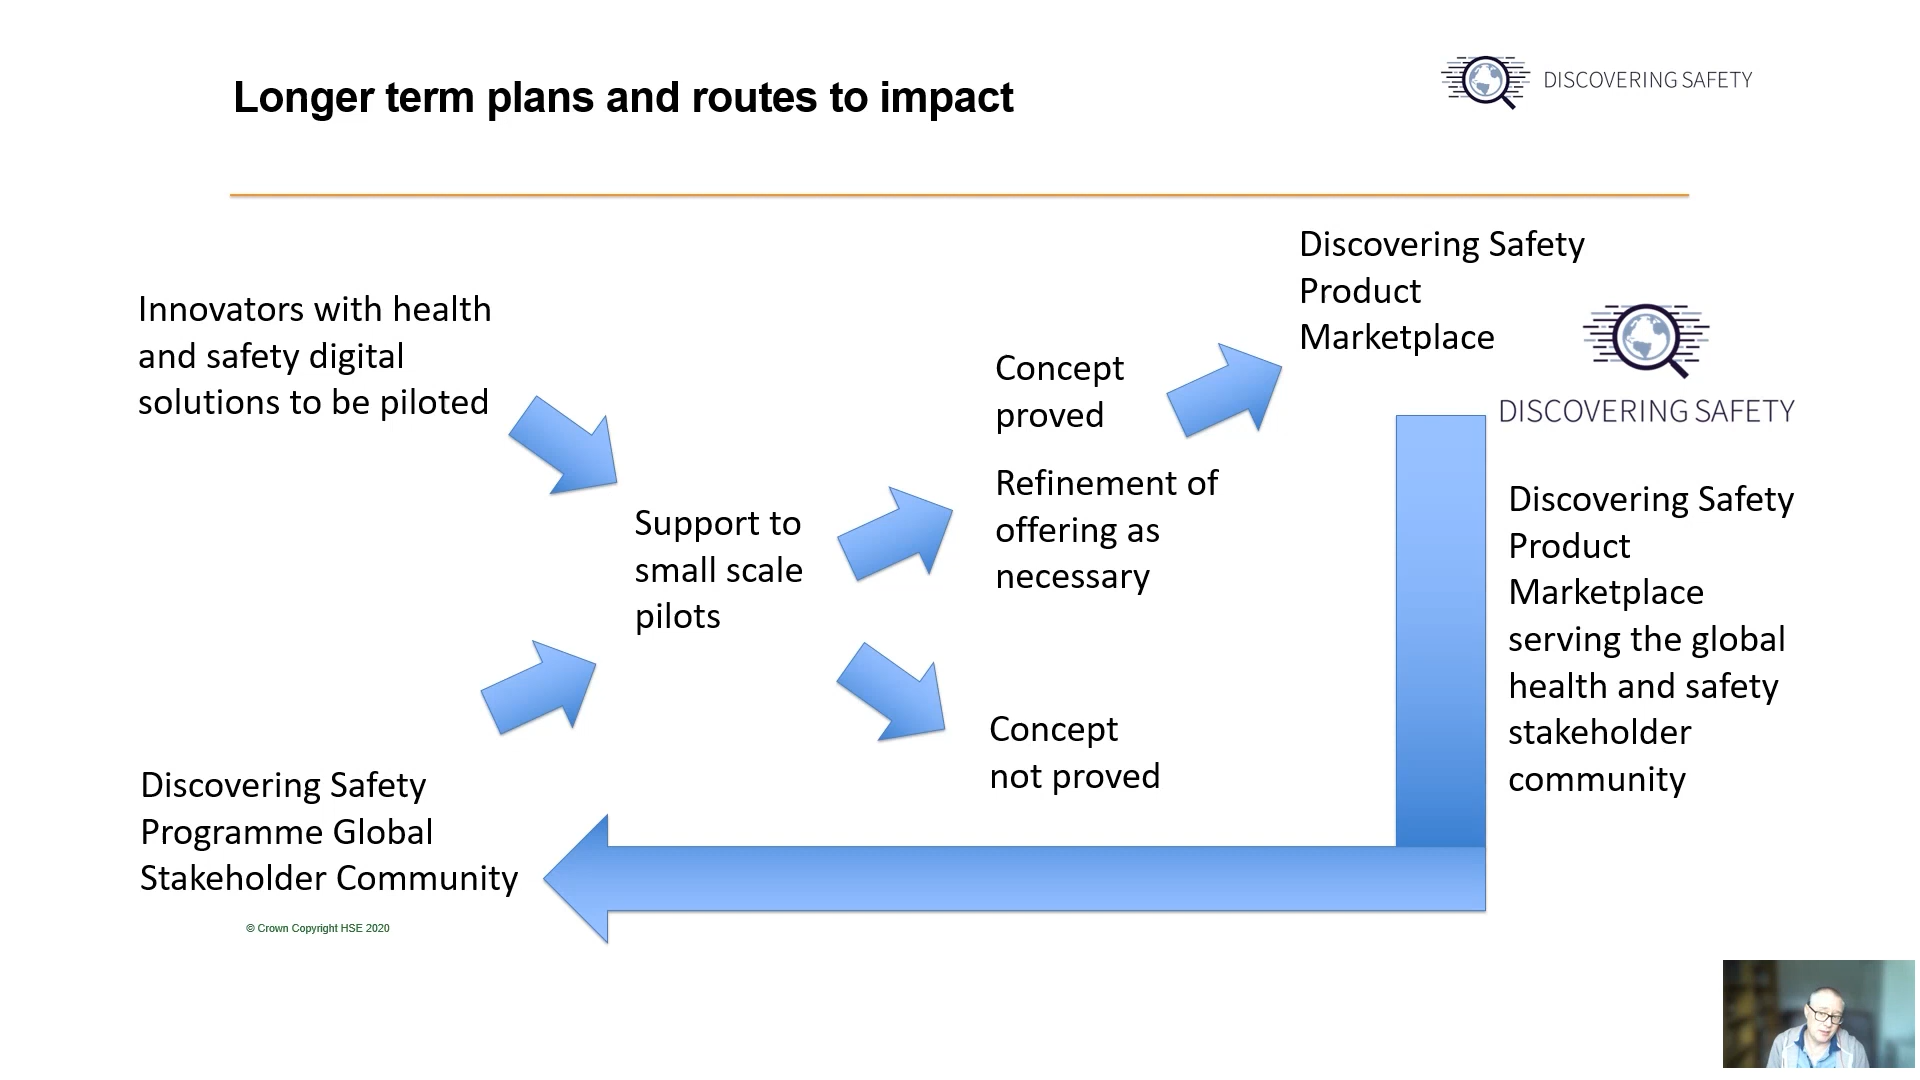 Longer term plans and routes to impact
DISCOVERING SAFETY
Innovators with health
and safety digital
solutions to be piloted
Support to
small scale
pilots
Concept
proved
Refinement of
offering as
necessary
Concept
not proved
Discovering Safety
Product
Marketplace
DISCOVERING SAFETY
Discovering Safety
Product
Marketplace
serving the global
health and safety
stakeholder
community
Discovering Safety
Programme Global
Stakeholder Community
© Crown Copyright HSE 2020